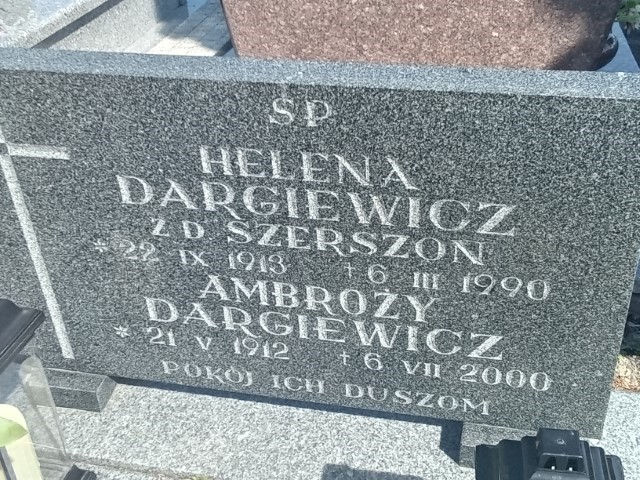 ŚP
HELENA
DARGIEWICZ
Z D SZERSZON
* 22 IX 1913 + 6 III 1990
AMBROŻY
DARGIEWICZ
* 21 V 1912 + 6 VII 2000
POKÓJ ICH DUSZOM